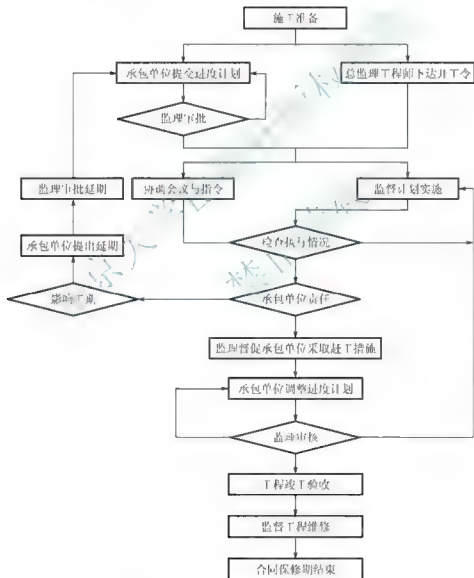 施工准备
承包单位提交进度计划
总监理工程师下达开工令
监理审批
监理审批延期
协调会议与指令
监督计划实施
承包单位提出延期
检查执行情况
影响工期
承包单位责任
监理督促承包单位采取赶工措施
承包单位调整进度计划
监理审核
工程竣工验收
监督工程维修
合同保修期结束